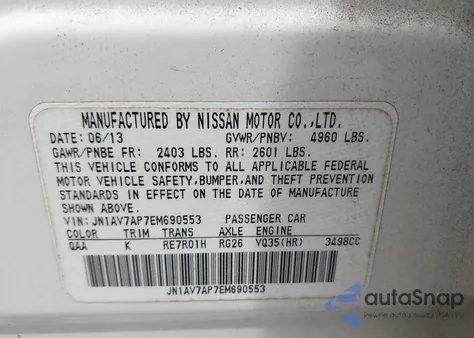 MANUFACTURED BY NISSAN MOTOR CO.,LTD.
DATE: 06/13 GVWR/PNBV: 4960 LBS.
GAWR/PNBE FR: 2403 LBS. RR: 2601 LBS.
THIS VEHICLE CONFORMS TO ALL APPLICABLE FEDERAL
MOTOR VEHICLE SAFETY,BUMPER,AND THEFT PREVENTION
STANDARDS IN EFFECT ON THE DATE OF MANUFACTURE
SHOWN ABOVE.
VIN: JN1AV7AP7EM690553 PASSENGER CAR
COLOR TRIM TRANS AXLE ENGINE
QAA K RE7R01H RG26 VQ35(HR) 3498CC
JN1AV7AP7EM690553
autoSnap